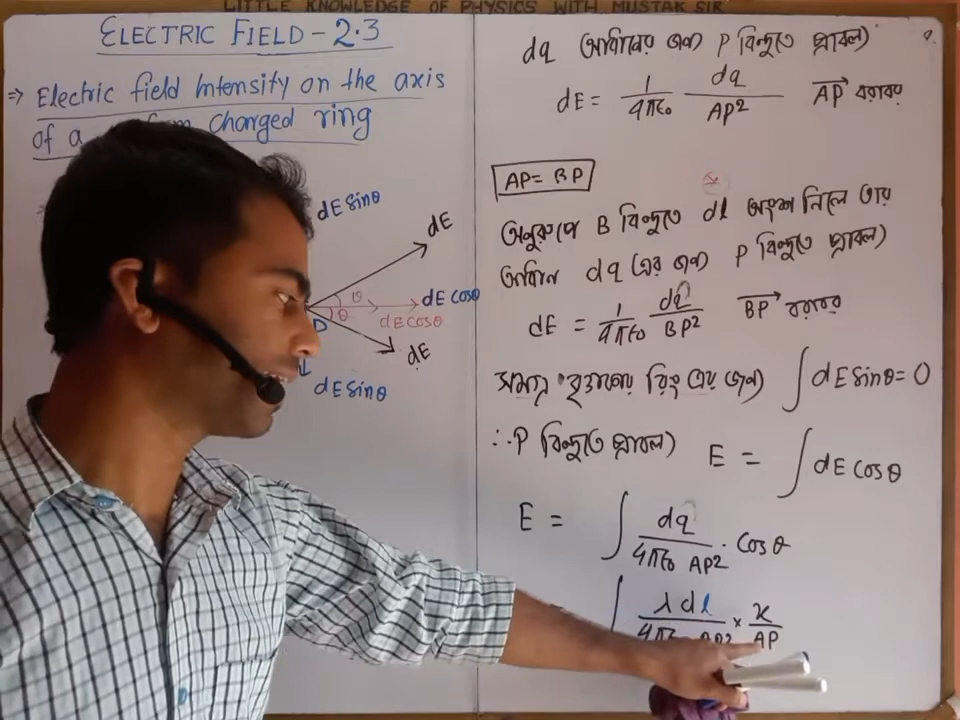 LITTLE KNOWLEDGE OF PHYSICS WITH MUSTAK SIR
ELECTRIC FIELD - 2.3
⇒ Electric field Intensity on the axis
of a charged ring
dE sinθ
dE
θ
dE cosθ
θ
dE cosθ
dE
dE sinθ
dq আধানের জন্য P বিন্দুতে প্রাবল্য
dE = 1/4πε₀ dq/AP² AP→ বরাবর
AP = BP
অনুরূপে B বিন্দুতে dl অংশ নিলে তার
আধান dq এর জন্য P বিন্দুতে প্রাবল্য
dE = 1/4πε₀ dq/BP² BP→ বরাবর
সমগ্র বৃত্তাকার রিং এর জন্য ∫ dE sinθ = 0
∴ P বিন্দুতে প্রাবল্য E = ∫ dE cosθ
E = ∫ dq/4πε₀ AP² · cosθ
∫ λ dl/4πε₀ AP² × x/AP